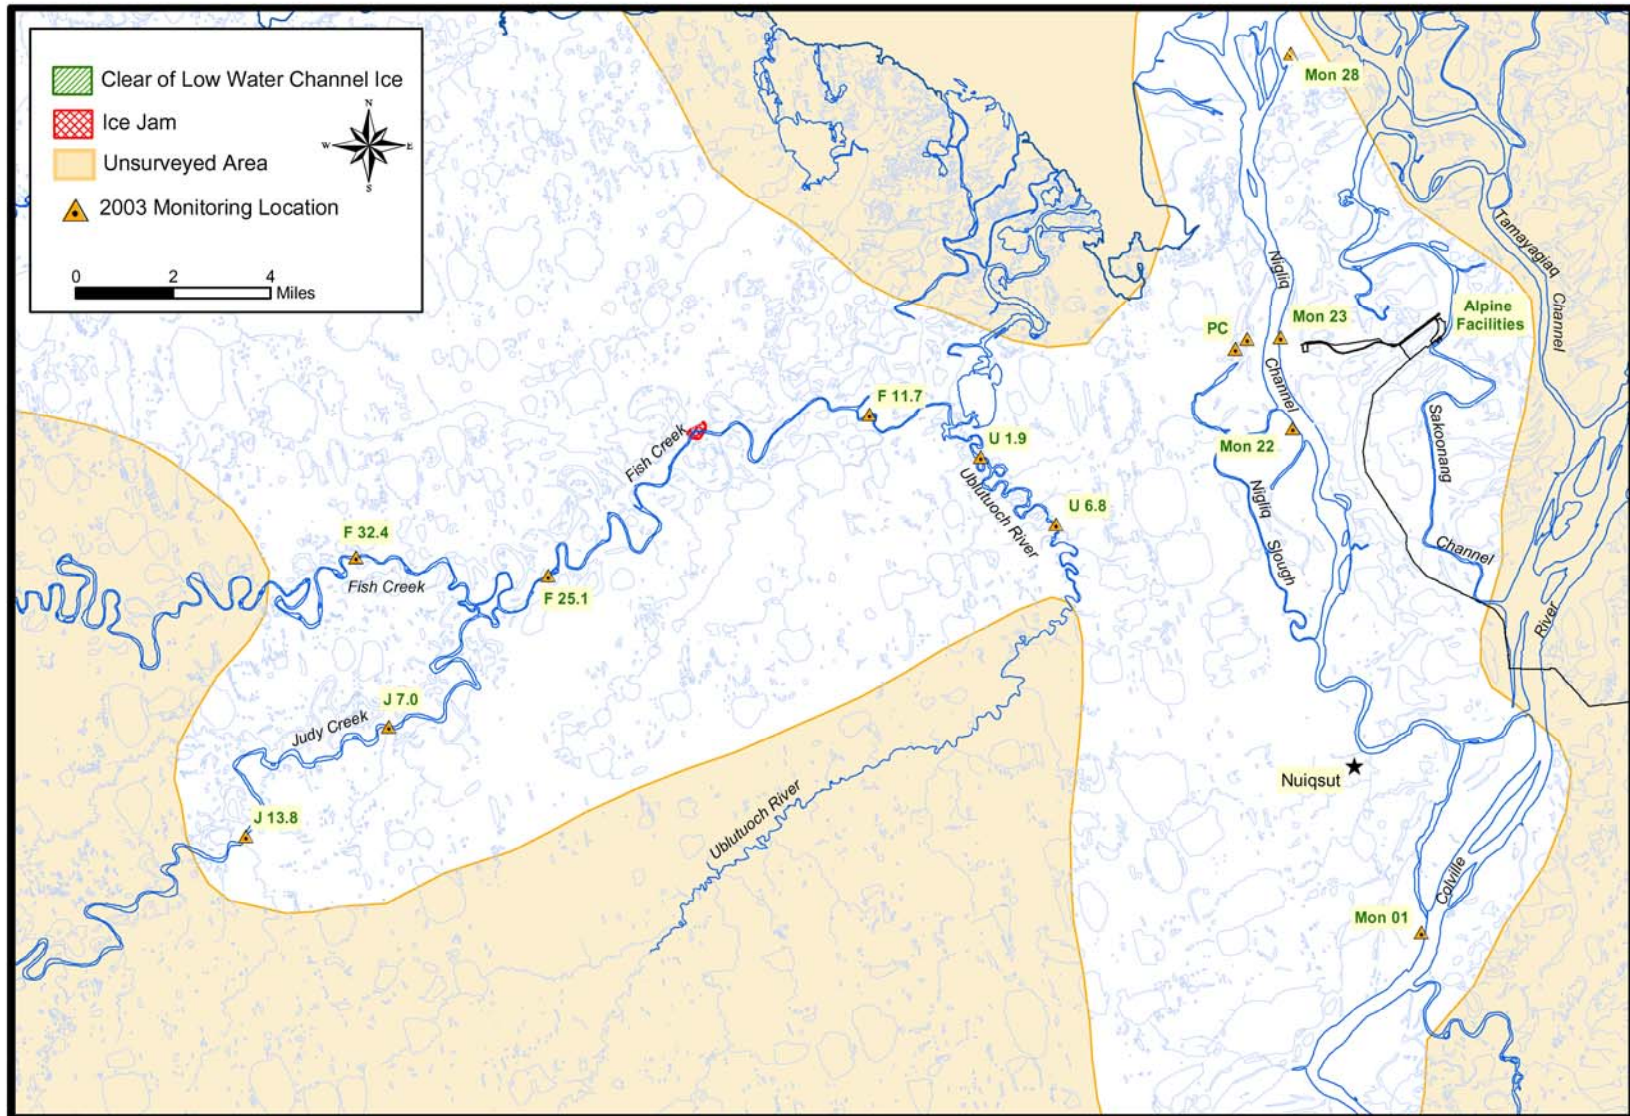 Clear of Low Water Channel Ice
Ice Jam
Unsurveyed Area
2003 Monitoring Location
N
W
E
S
0 2 4
Miles
Mon 28
Tamayagiaq
Channel
Nigliq
Channel
PC
Mon 23
Alpine
Facilities
F 11.7
Fish Creek
U 1.9
Mon 22
Sakoonang
Channel
Ublutuoch River
U 6.8
Nigliq
Slough
F 32.4
Fish Creek
F 25.1
River
J 7.0
Judy Creek
Nuiqsut
J 13.8
Ublutuoch River
Colville
Mon 01